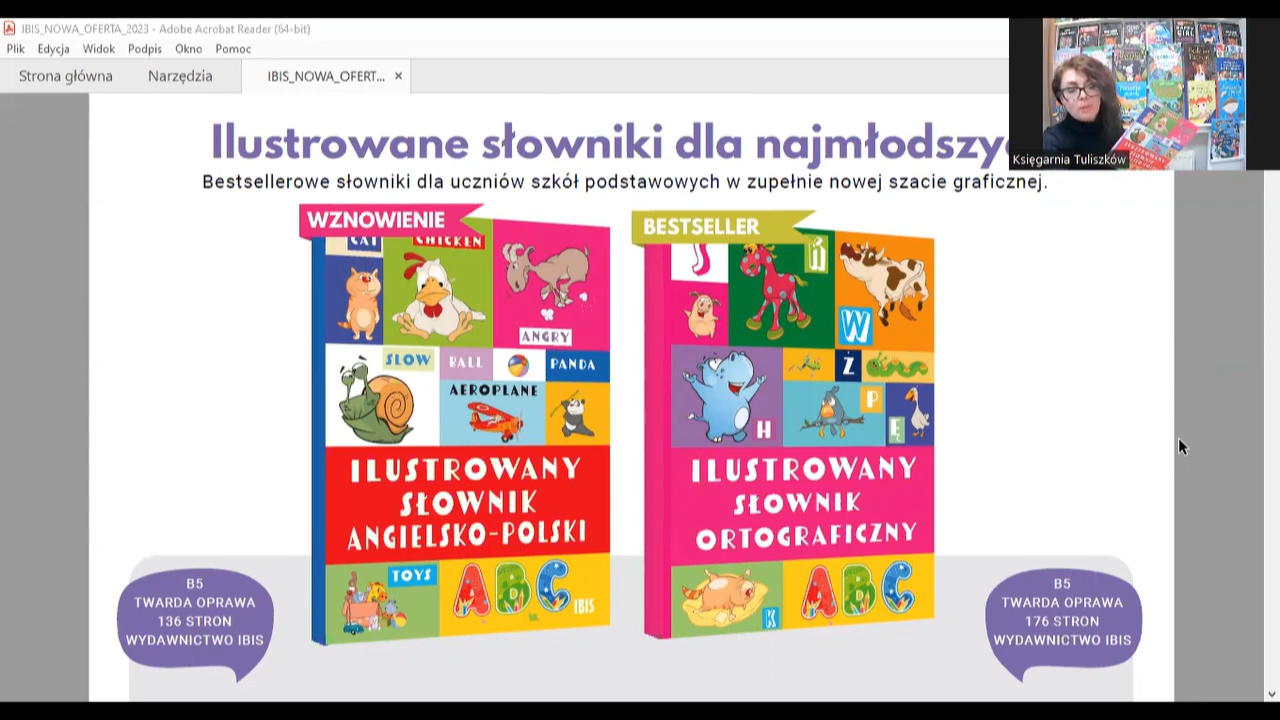 IBIS_NOWA_OFERTA_2023 - Adobe Acrobat Reader (64-bit)
Plik Edycja Widok Podpis Okno Pomoc
Strona główna Narzędzia IBIS_NOWA_OFERT... ×
Księgarnia Tuliszków
Ilustrowane słowniki dla
Bestsellerowe słowniki dla uczniów szkół podstawowych w zupełnie nowej szacie graficznej.
WZNOWIENIE
CAT
CHICKEN
ANGRY
SLOW
BALL
PANDA
AEROPLANE
ILUSTROWANY
SŁOWNIK
ANGIELSKO-POLSKI
TOYS
ABC
IBIS
BESTSELLER
Ń
W
Ż
P
H
Ę
ILUSTROWANY
SŁOWNIK
ORTOGRAFICZNY
K
ABC
B5
TWARDA OPRAWA
136 STRON
WYDAWNICTWO IBIS
B5
TWARDA OPRAWA
176 STRON
WYDAWNICTWO IBIS